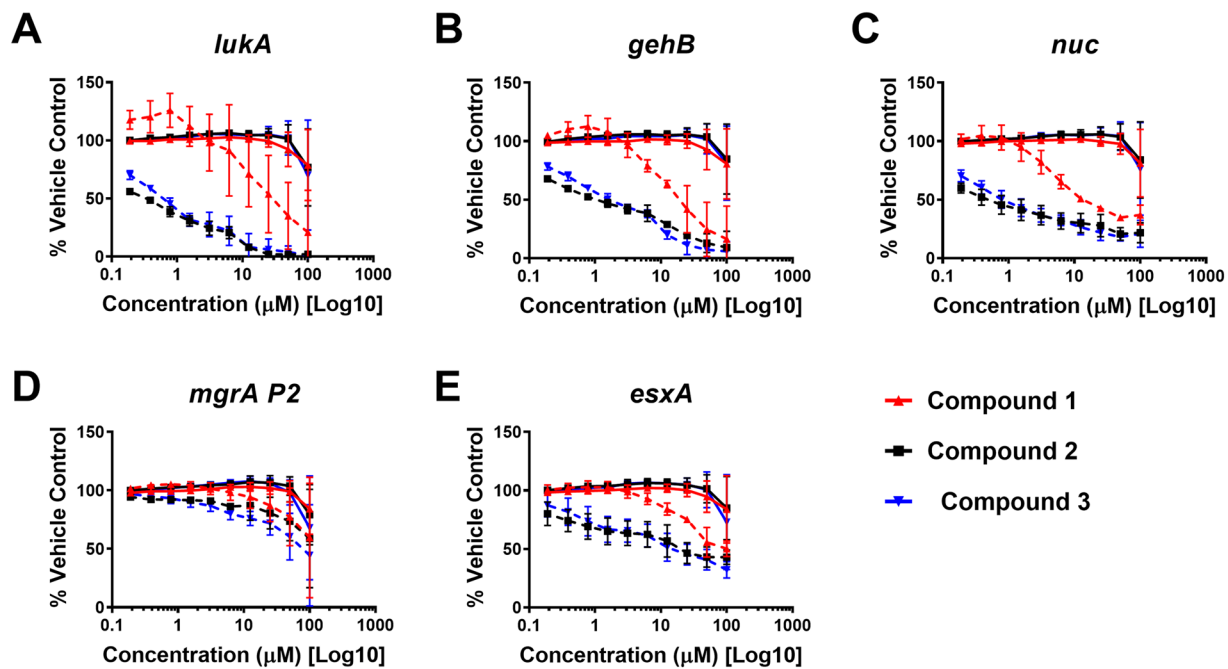 A
lukA
% Vehicle Control
150
100
50
0
0.1 1 10 100 1000
Concentration (μM) [Log10]
B
gehB
% Vehicle Control
150
100
50
0
0.1 1 10 100 1000
Concentration (μM) [Log10]
C
nuc
% Vehicle Control
150
100
50
0
0.1 1 10 100 1000
Concentration (μM) [Log10]
D
mgrA P2
% Vehicle Control
150
100
50
0
0.1 1 10 100 1000
Concentration (μM) [Log10]
E
esxA
% Vehicle Control
150
100
50
0
0.1 1 10 100 1000
Concentration (μM) [Log10]
Compound 1
Compound 2
Compound 3